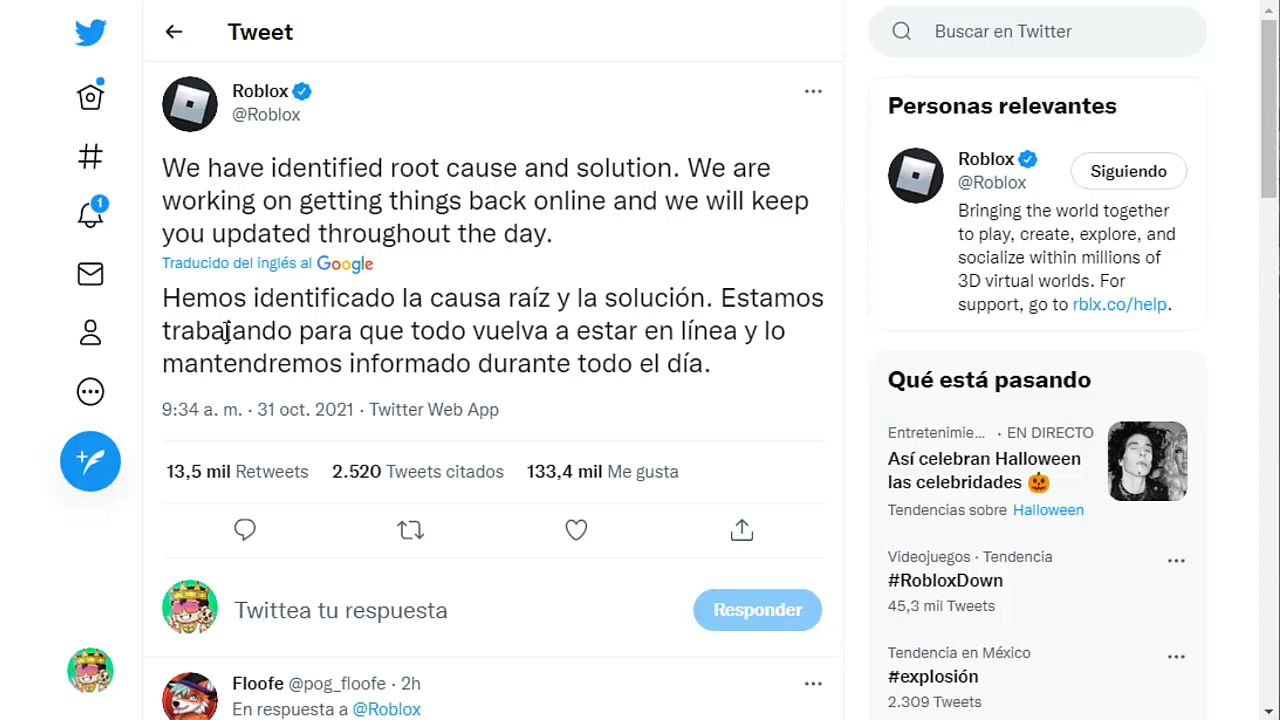 Tweet
Roblox
@Roblox
We have identified root cause and solution. We are
working on getting things back online and we will keep
you updated throughout the day.
Traducido del inglés al Google
Hemos identificado la causa raíz y la solución. Estamos
trabajando para que todo vuelva a estar en línea y lo
mantendremos informado durante todo el día.
9:34 a. m. · 31 oct. 2021 · Twitter Web App
13,5 mil Retweets 2.520 Tweets citados 133,4 mil Me gusta
Twittea tu respuesta
Responder
Floofe @pog_floofe · 2h
En respuesta a @Roblox
1
Buscar en Twitter
Personas relevantes
Roblox
@Roblox
Siguiendo
Bringing the world together
to play, create, explore, and
socialize within millions of
3D virtual worlds. For
support, go to rblx.co/help.
Qué está pasando
Entretenimie... · EN DIRECTO
Así celebran Halloween
las celebridades 🎃
Tendencias sobre Halloween
Videojuegos · Tendencia
#RobloxDown
45,3 mil Tweets
Tendencia en México
#explosión
2.309 Tweets